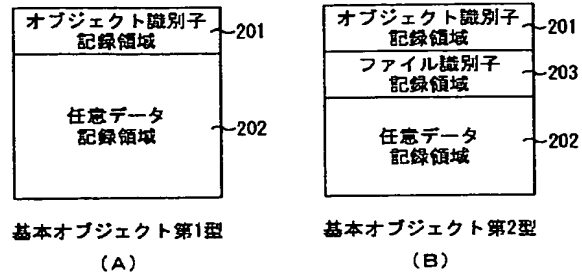 オブジェクト識別子
記録領域
201
任意データ
記録領域
202
基本オブジェクト第1型
(A)
オブジェクト識別子
記録領域
201
ファイル識別子
記録領域
203
任意データ
記録領域
202
基本オブジェクト第2型
(B)